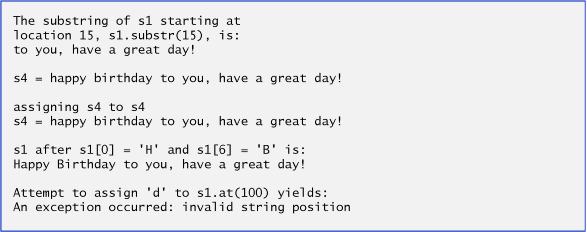 The substring of s1 starting at
location 15, s1.substr(15), is:
to you, have a great day!
s4 = happy birthday to you, have a great day!
assigning s4 to s4
s4 = happy birthday to you, have a great day!
s1 after s1[0] = 'H' and s1[6] = 'B' is:
Happy Birthday to you, have a great day!
Attempt to assign 'd' to s1.at(100) yields:
An exception occurred: invalid string position